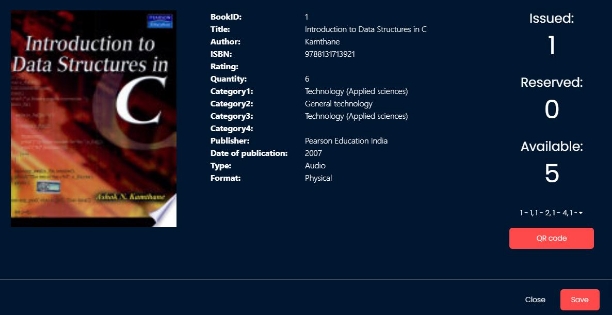 Introduction to
Data Structures in
C
Ashok N. Kamthane
BookID: 1
Title: Introduction to Data Structures in C
Author: Kamthane
ISBN: 9788131713921
Rating:
Quantity: 6
Category1: Technology (Applied sciences)
Category2: General technology
Category3: Technology (Applied sciences)
Category4:
Publisher: Pearson Education India
Date of publication: 2007
Type: Audio
Format: Physical
Issued:
1
Reserved:
0
Available:
5
1 - 1, 1 - 2, 1 - 4, 1 -
QR code
Close
Save